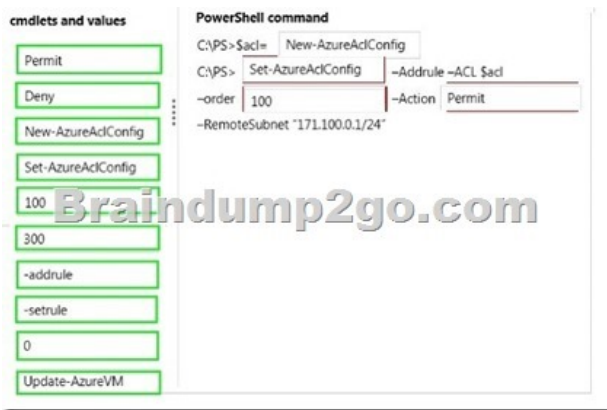 cmdlets and values
Permit
Deny
New-AzureAclConfig
Set-AzureAclConfig
100
300
-addrule
-setrule
0
Update-AzureVM
PowerShell command
C:\PS>$acl= New-AzureAclConfig
C:\PS> Set-AzureAclConfig –Addrule –ACL $acl
–order 100 –Action Permit
–RemoteSubnet "171.100.0.1/24"
Braindump2go.com